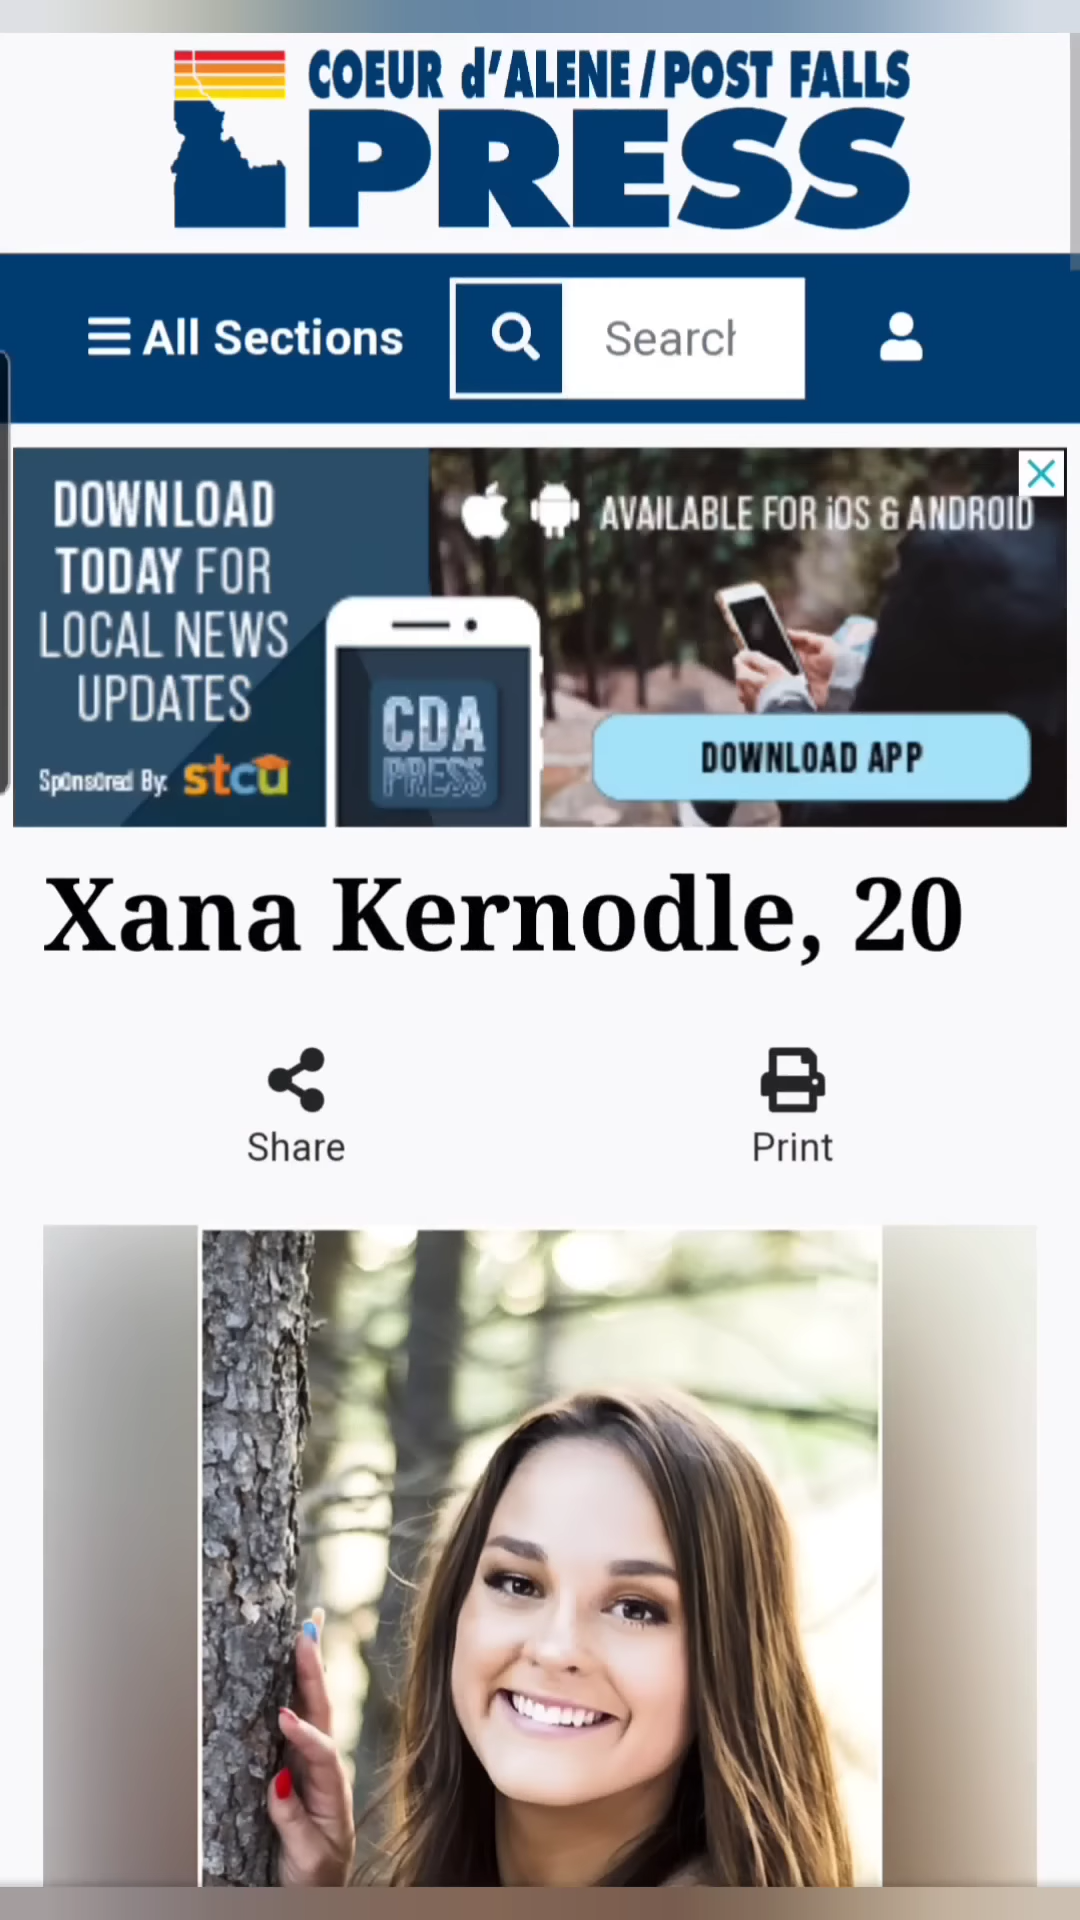 COEUR d'ALENE / POST FALLS
PRESS
All Sections
Search
DOWNLOAD
TODAY FOR
LOCAL NEWS
UPDATES
Sponsored By: stcu
CDA
PRESS
AVAILABLE FOR iOS & ANDROID
DOWNLOAD APP
Xana Kernodle, 20
Share
Print